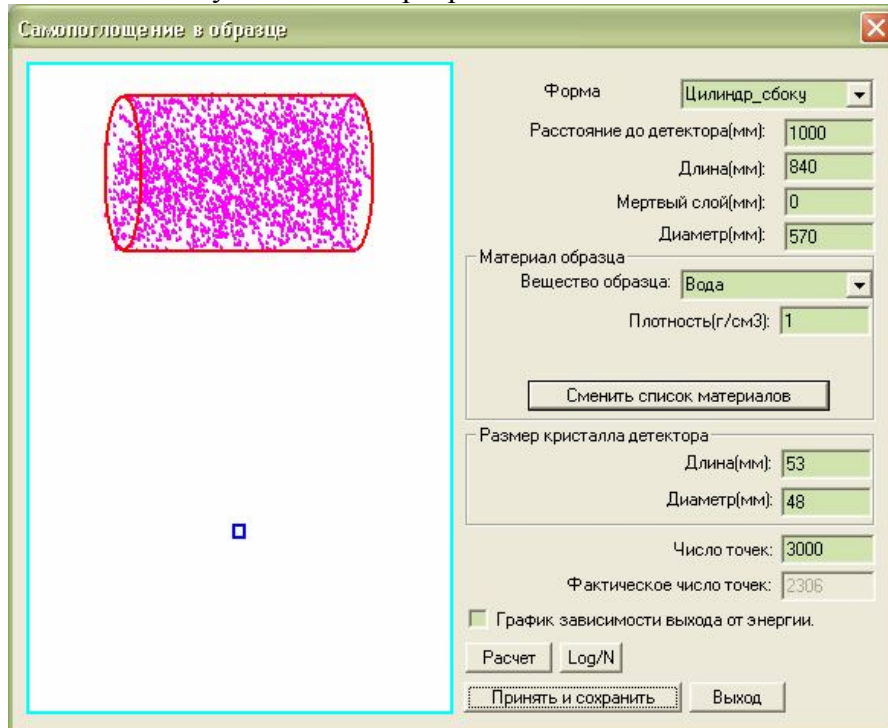 Самопоглощение в образце
Форма Цилиндр_сбоку
Расстояние до детектора(мм): 1000
Длина(мм): 840
Мертвый слой(мм): 0
Диаметр(мм): 570
Материал образца
Вещество образца: Вода
Плотность(г/см3): 1
Сменить список материалов
Размер кристалла детектора
Длина(мм): 53
Диаметр(мм): 48
Число точек: 3000
Фактическое число точек: 2306
График зависимости выхода от энергии.
Расчет Log/N
Принять и сохранить Выход